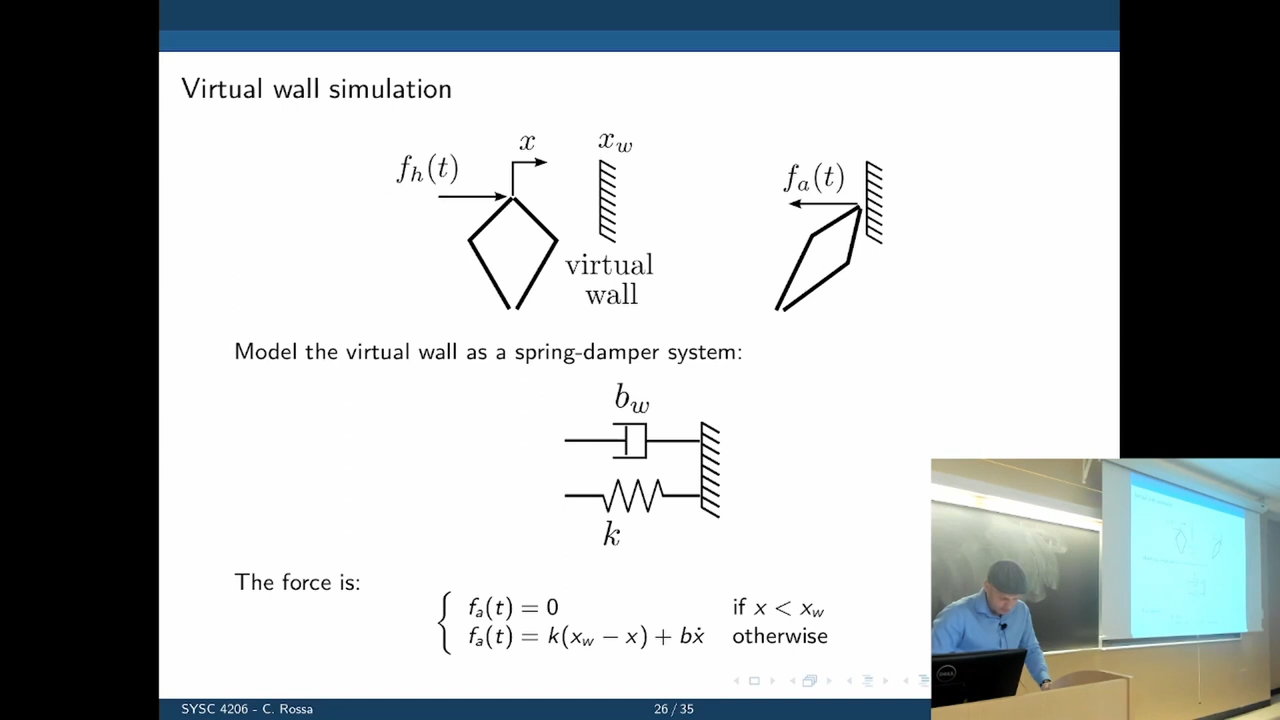 Virtual wall simulation
x
x_w
f_h(t)
f_a(t)
virtual
wall
Model the virtual wall as a spring-damper system:
b_w
k
The force is:
f_a(t) = 0 if x < x_w
f_a(t) = k(x_w − x) + bẋ otherwise
SYSC 4206 - C. Rossa
26 / 35
DELL